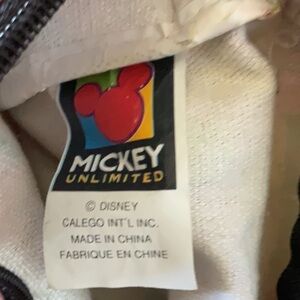 MICKEY
UNLIMITED
© DISNEY
CALEGO INT'L INC.
MADE IN CHINA
FABRIQUE EN CHINE